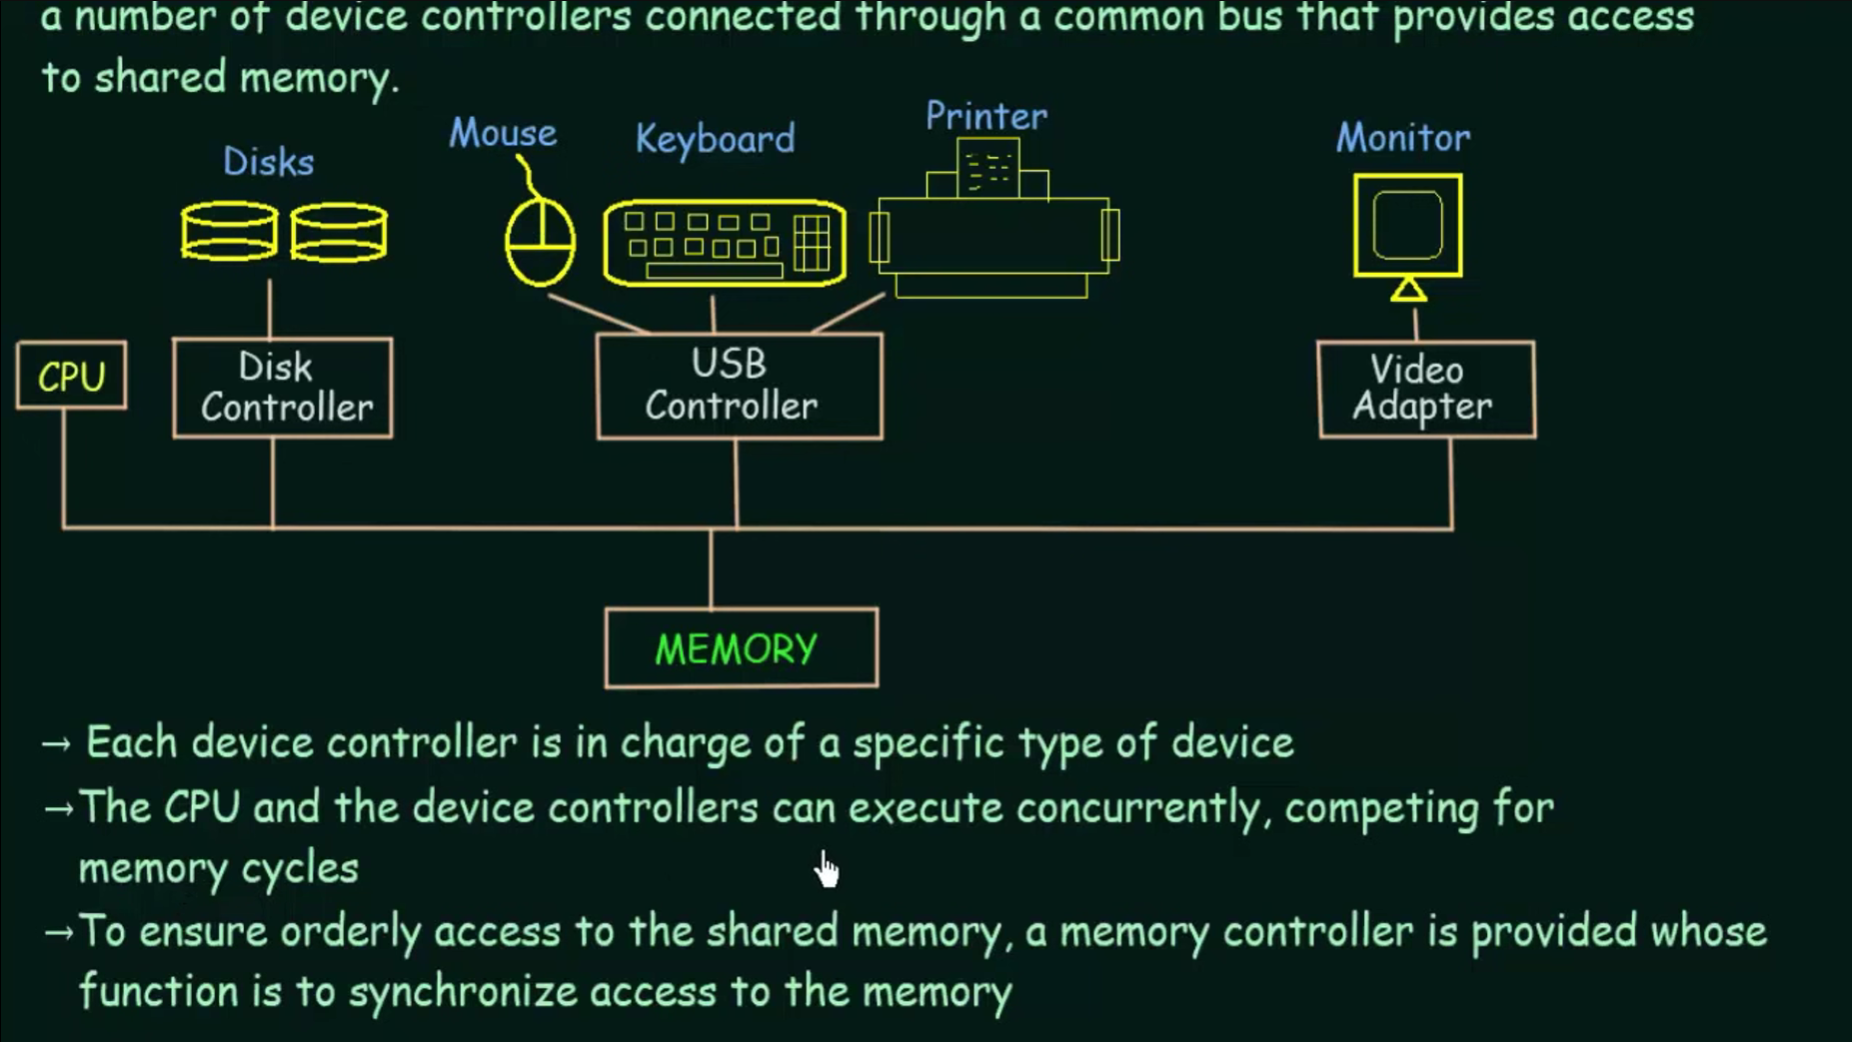 a number of device controllers connected through a common bus that provides access
to shared memory.
Printer
Mouse
Keyboard
Monitor
Disks
CPU
Disk
Controller
USB
Controller
Video
Adapter
MEMORY
→ Each device controller is in charge of a specific type of device
→The CPU and the device controllers can execute concurrently, competing for
memory cycles
→To ensure orderly access to the shared memory, a memory controller is provided whose
function is to synchronize access to the memory